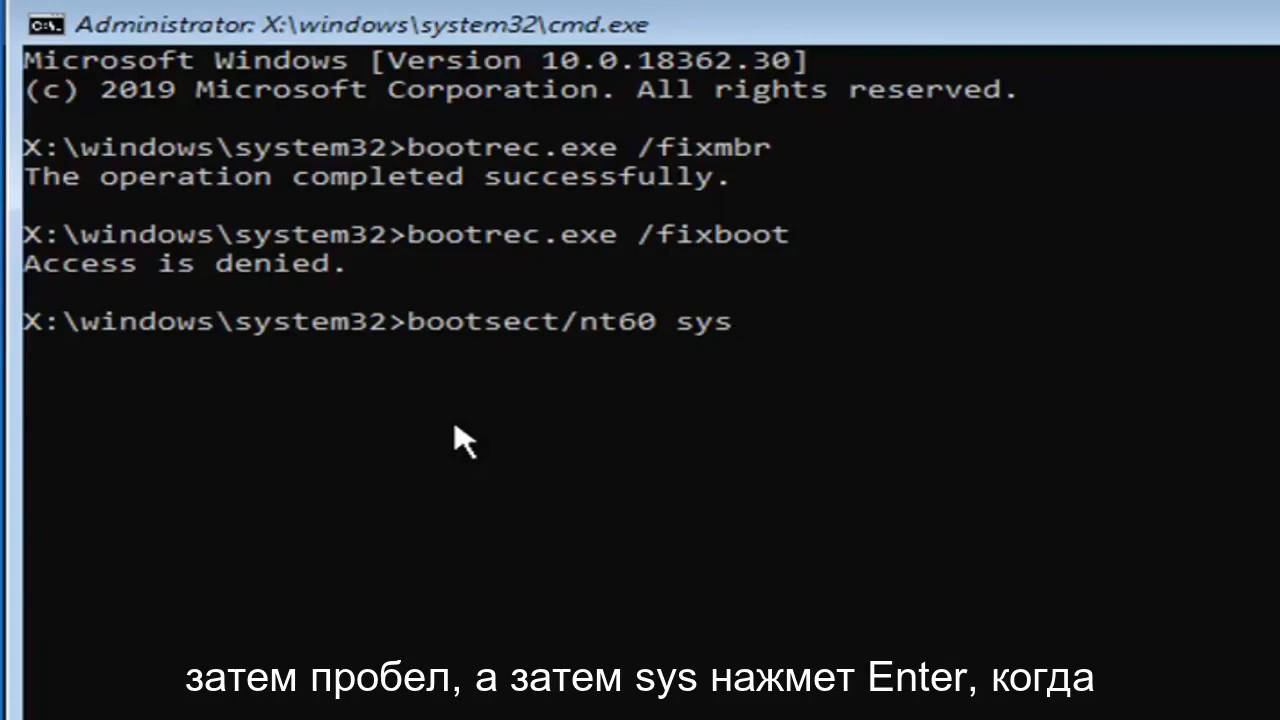 Administrator: X:\windows\system32\cmd.exe
Microsoft Windows [Version 10.0.18362.30]
(c) 2019 Microsoft Corporation. All rights reserved.
X:\windows\system32>bootrec.exe /fixmbr
The operation completed successfully.
X:\windows\system32>bootrec.exe /fixboot
Access is denied.
X:\windows\system32>bootsect/nt60 sys
затем пробел, а затем sys нажмет Enter, когда